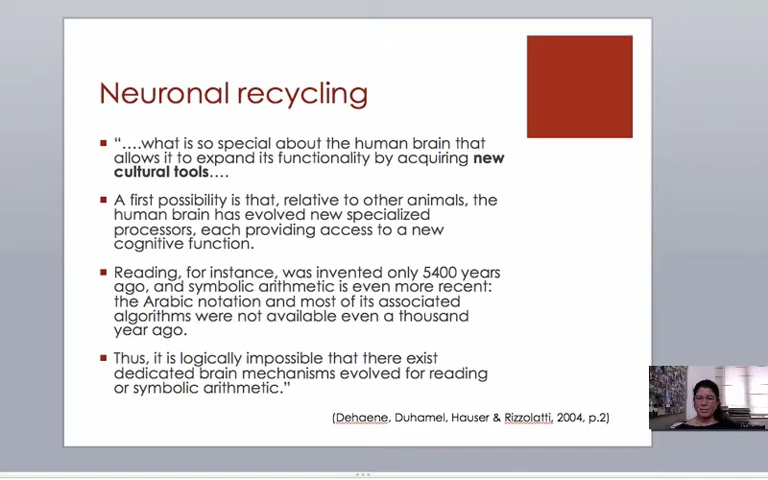 Neuronal recycling
“….what is so special about the human brain that
allows it to expand its functionality by acquiring new
cultural tools….
A first possibility is that, relative to other animals, the
human brain has evolved new specialized
processors, each providing access to a new
cognitive function.
Reading, for instance, was invented only 5400 years
ago, and symbolic arithmetic is even more recent:
the Arabic notation and most of its associated
algorithms were not available even a thousand
year ago.
Thus, it is logically impossible that there exist
dedicated brain mechanisms evolved for reading
or symbolic arithmetic.”
(Dehaene, Duhamel, Hauser & Rizzolatti, 2004, p.2)